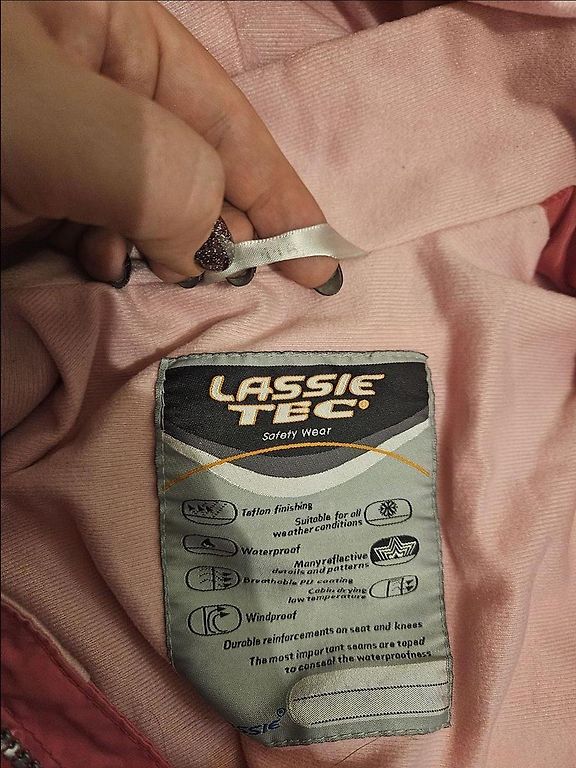 LASSIE
TEC®
Safety Wear
Teflon finishing
Suitable for all
weather conditions
Waterproof
Many reflective
details and patterns
Breathable PU coating
Cabin drying
low temperature
Windproof
Durable reinforcements on seat and knees
The most important seams are taped
to conseal the waterproofness
SSIE®